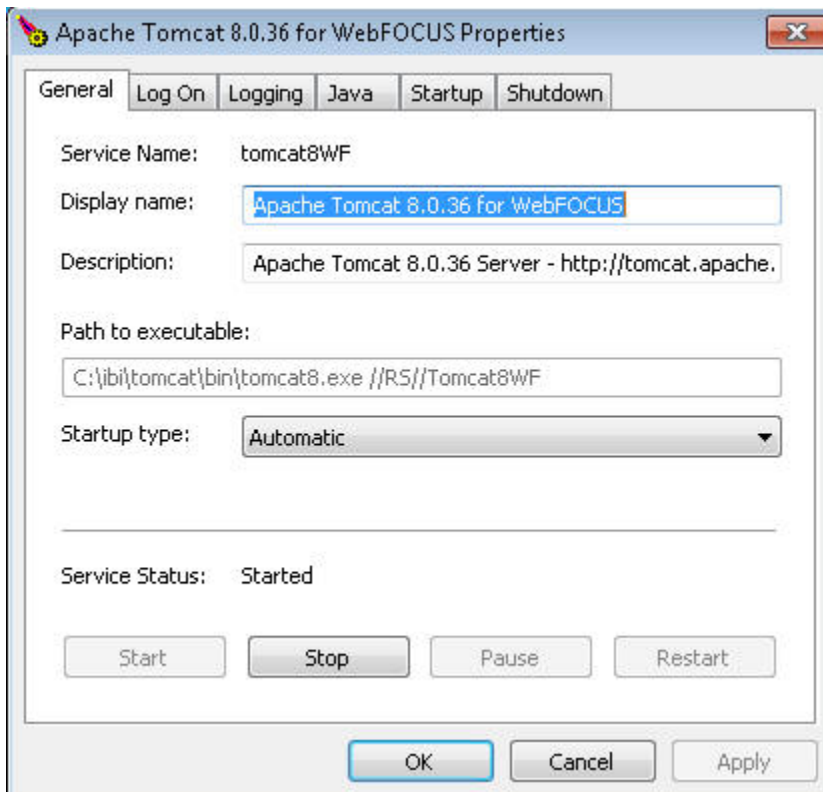 Apache Tomcat 8.0.36 for WebFOCUS Properties
General Log On Logging Java Startup Shutdown
Service Name: tomcat8WF
Display name: Apache Tomcat 8.0.36 for WebFOCUS
Description: Apache Tomcat 8.0.36 Server - http://tomcat.apache.
Path to executable:
C:\ibi\tomcat\bin\tomcat8.exe //RS//Tomcat8WF
Startup type: Automatic
Service Status: Started
Start Stop Pause Restart
OK Cancel Apply